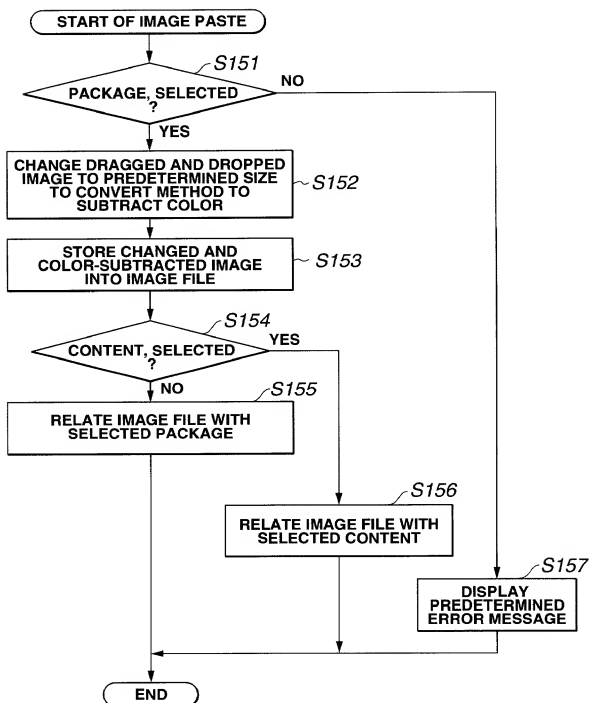 START OF IMAGE PASTE
S151
NO
PACKAGE, SELECTED
?
YES
CHANGE DRAGGED AND DROPPED
IMAGE TO PREDETERMINED SIZE
TO CONVERT METHOD TO
SUBTRACT COLOR
S152
STORE CHANGED AND
COLOR-SUBTRACTED IMAGE
INTO IMAGE FILE
S153
S154
YES
CONTENT, SELECTED
?
NO
S155
RELATE IMAGE FILE WITH
SELECTED PACKAGE
S156
RELATE IMAGE FILE WITH
SELECTED CONTENT
S157
DISPLAY
PREDETERMINED
ERROR MESSAGE
END